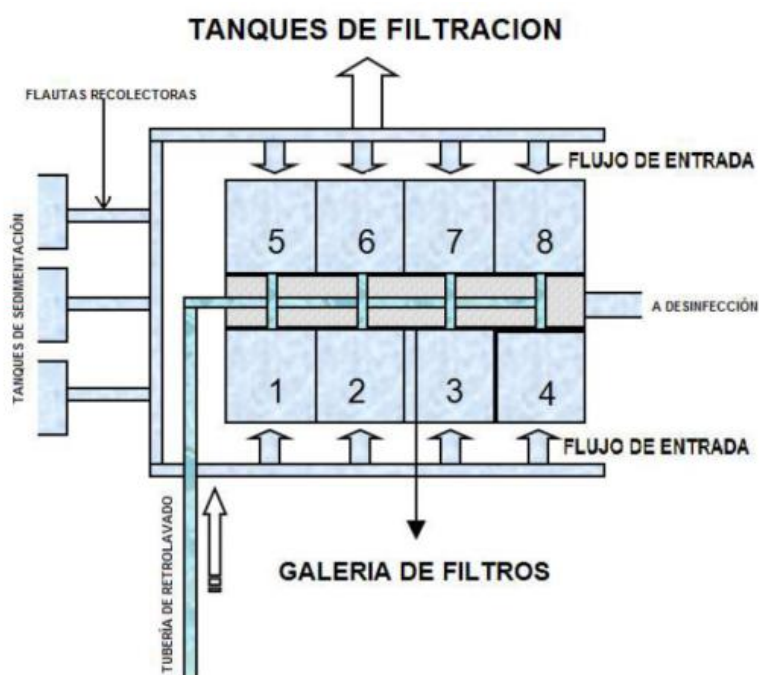 TANQUES DE FILTRACION
FLAUTAS RECOLECTORAS
FLUJO DE ENTRADA
TANQUES DE SEDIMENTACIÓN
5 6 7 8
A DESINFECCIÓN
1 2 3 4
FLUJO DE ENTRADA
TUBERÍA DE RETROLAVADO
GALERIA DE FILTROS